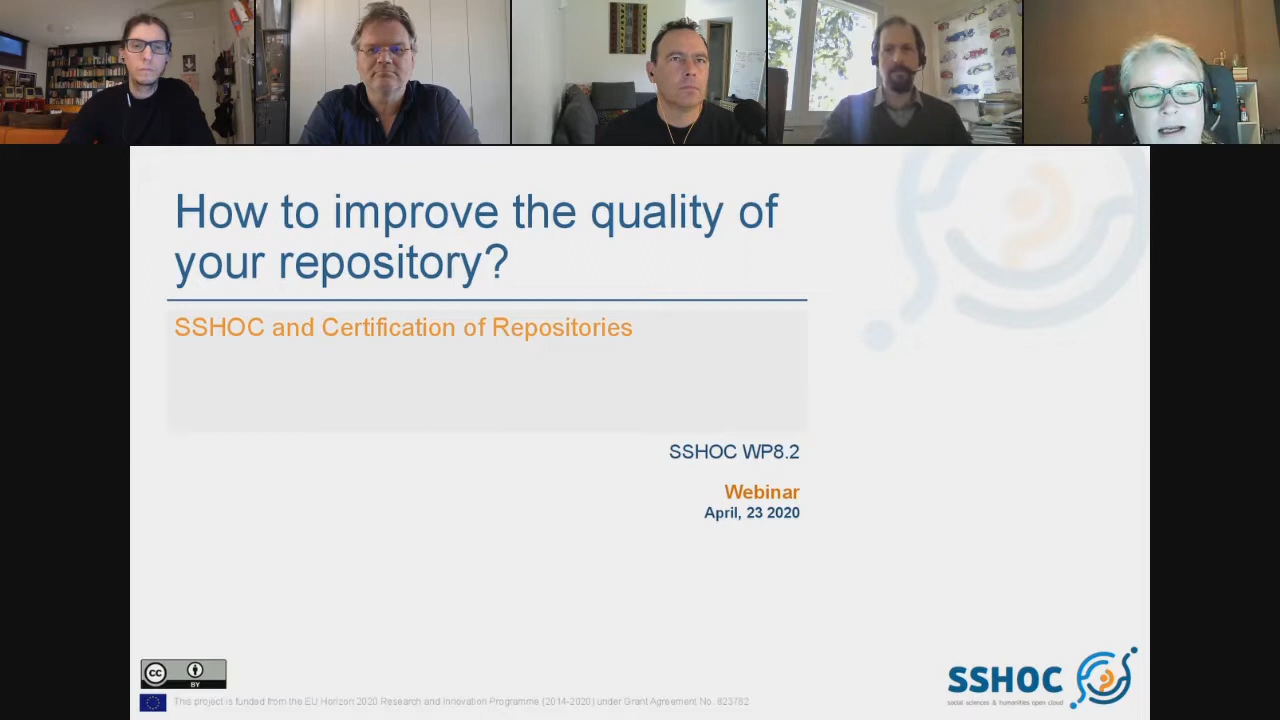 How to improve the quality of
your repository?
SSHOC and Certification of Repositories
SSHOC WP8.2
Webinar
April, 23 2020
cc
BY
This project is funded from the EU Horizon 2020 Research and Innovation Programme (2014-2020) under Grant Agreement No. 823782
SSHOC
social sciences & humanities open cloud